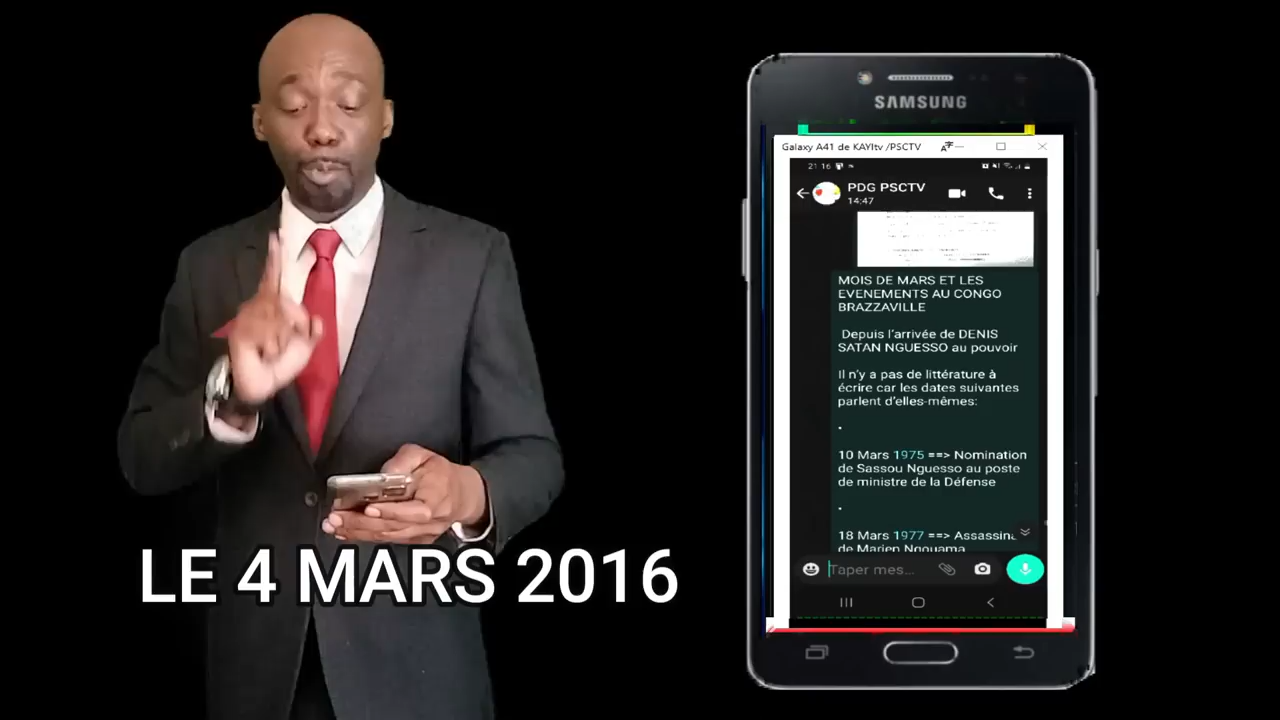 LE 4 MARS 2016
SAMSUNG
Galaxy A41 de KAYItv /PSCTV
21:16
PDG PSCTV
14:47
MOIS DE MARS ET LES
EVENEMENTS AU CONGO
BRAZZAVILLE
Depuis l'arrivée de DENIS
SATAN NGUESSO au pouvoir
Il n'y a pas de littérature à
écrire car les dates suivantes
parlent d'elles-mêmes:
.
10 Mars 1975 ==> Nomination
de Sassou Nguesso au poste
de ministre de la Défense
.
18 Mars 1977 ==>
de Marien Ngouama
Taper mes...